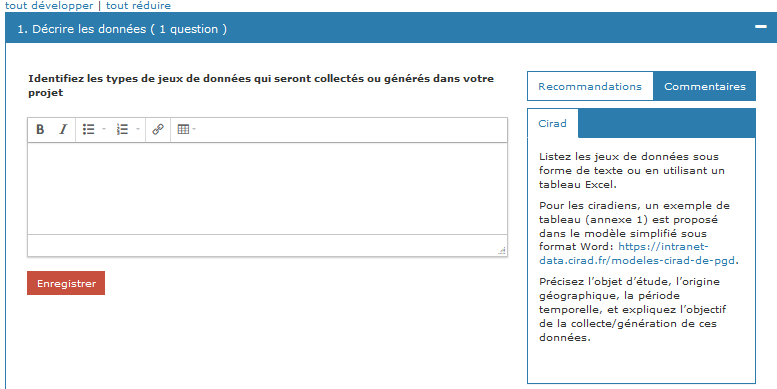 tout développer | tout réduire
1. Décrire les données ( 1 question )
Identifiez les types de jeux de données qui seront collectés ou générés dans votre
projet
B I
Enregistrer
Recommandations Commentaires
Cirad
Listez les jeux de données sous
forme de texte ou en utilisant un
tableau Excel.
Pour les ciradiens, un exemple de
tableau (annexe 1) est proposé
dans le modèle simplifié sous
format Word: https://intranet-
data.cirad.fr/modeles-cirad-de-pgd.
Précisez l’objet d’étude, l’origine
géographique, la période
temporelle, et expliquez l’objectif
de la collecte/génération de ces
données.